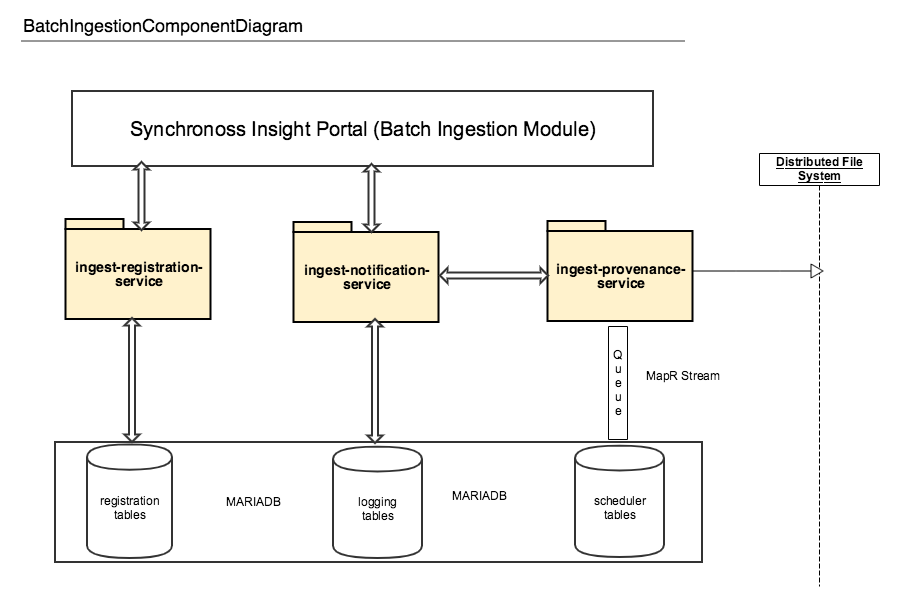 BatchIngestionComponentDiagram
Synchronoss Insight Portal (Batch Ingestion Module)
Distributed File
System
ingest-registration-
service
ingest-notification-
service
ingest-provenance-
service
Q
u
e
u
e
MapR Stream
registration
tables
MARIADB
logging
tables
MARIADB
scheduler
tables